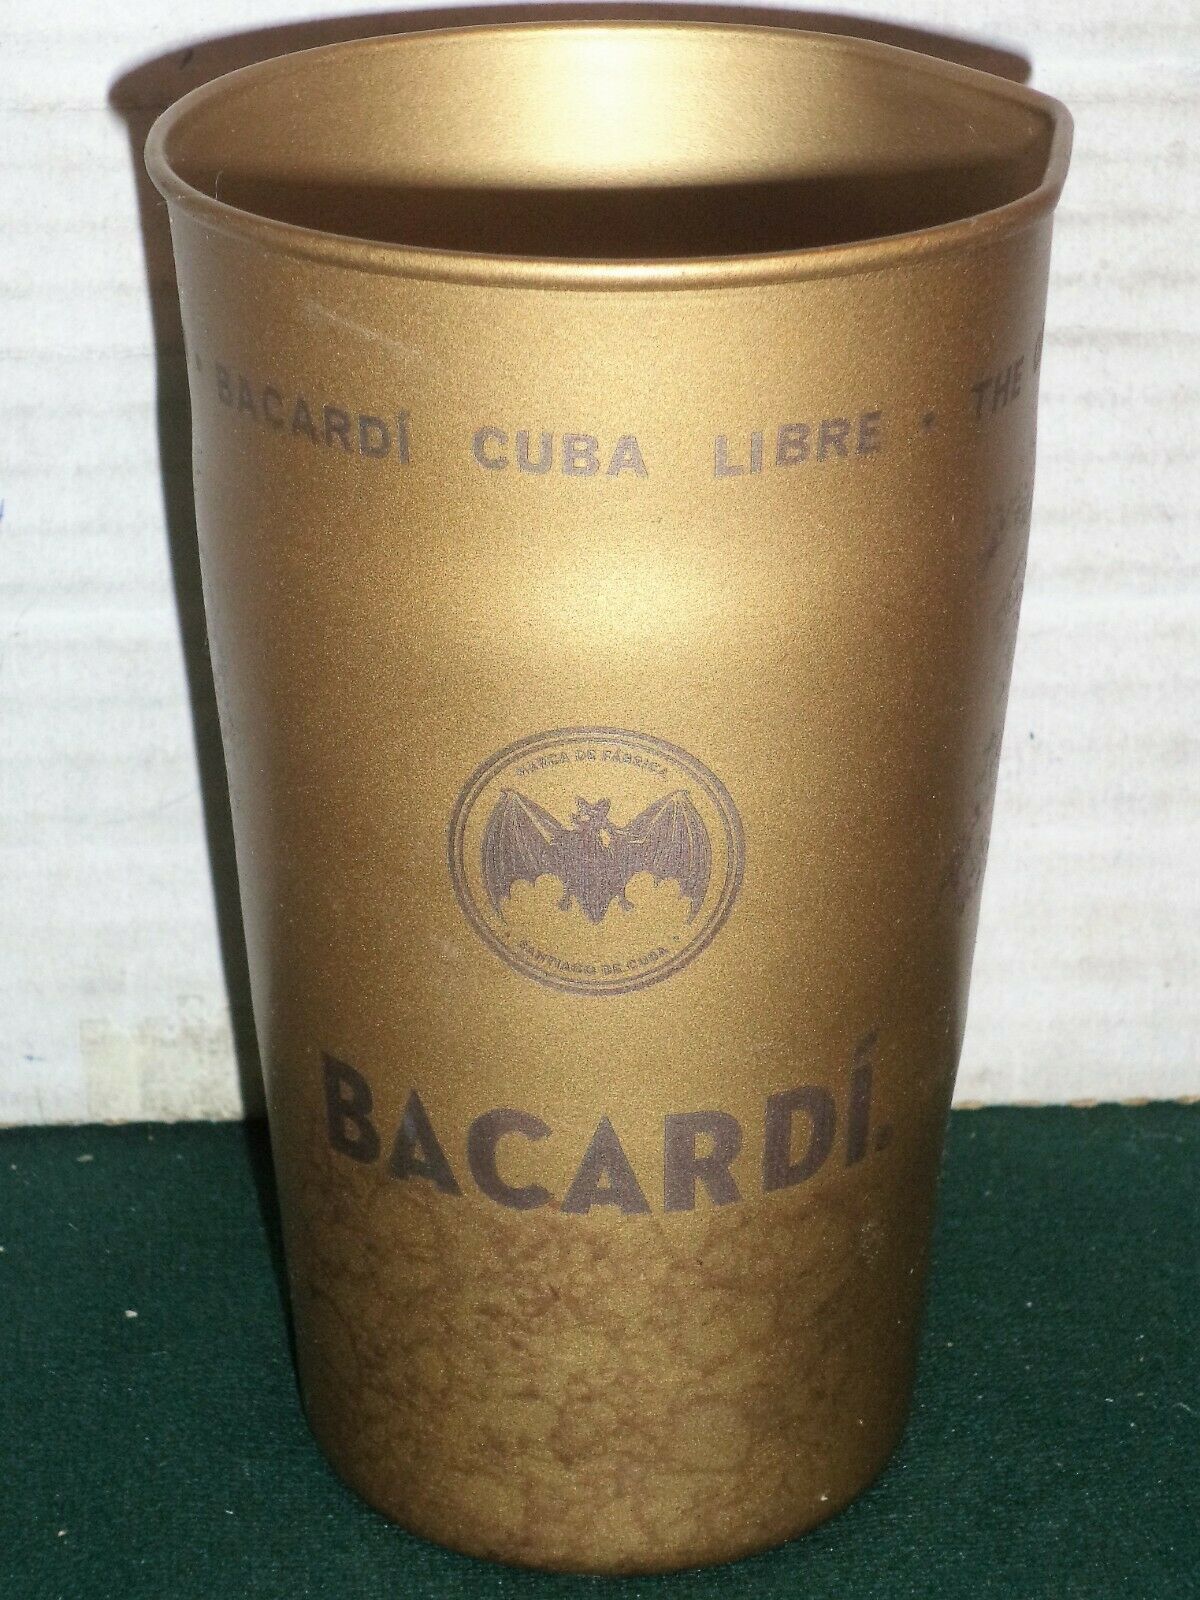 · BACARDÍ CUBA LIBRE · THE
MARCA DE FÁBRICA
· SANTIAGO DE CUBA ·
BACARDÍ.